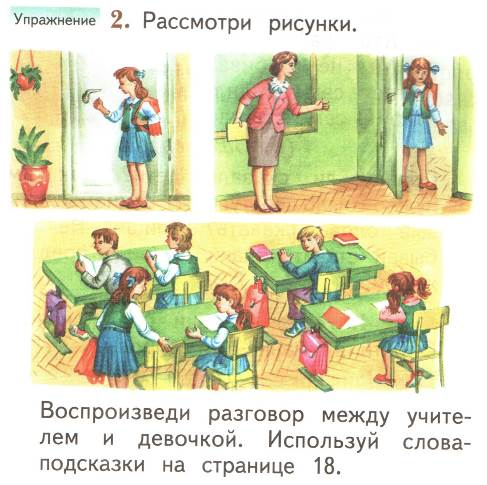 Упражнение 2. Рассмотри рисунки.
Воспроизведи разговор между учите-
лем и девочкой. Используй слова-
подсказки на странице 18.